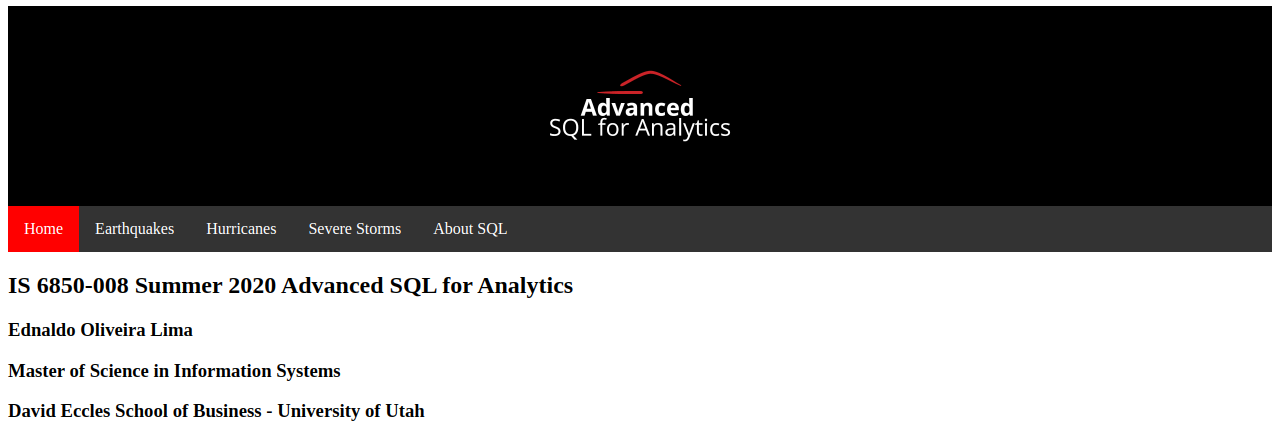 Advanced
SQL for Analytics
Home Earthquakes Hurricanes Severe Storms About SQL
IS 6850-008 Summer 2020 Advanced SQL for Analytics
Ednaldo Oliveira Lima
Master of Science in Information Systems
David Eccles School of Business - University of Utah